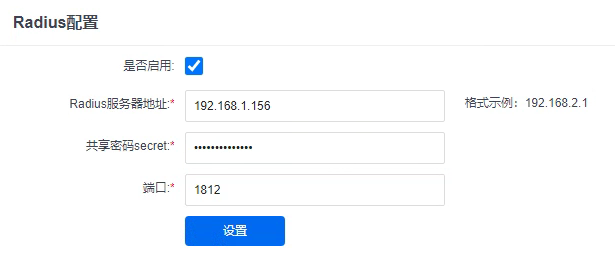 Radius配置
是否启用:
Radius服务器地址:* 192.168.1.156 格式示例：192.168.2.1
共享密码secret:* ••••••••••••••
端口:* 1812
设置